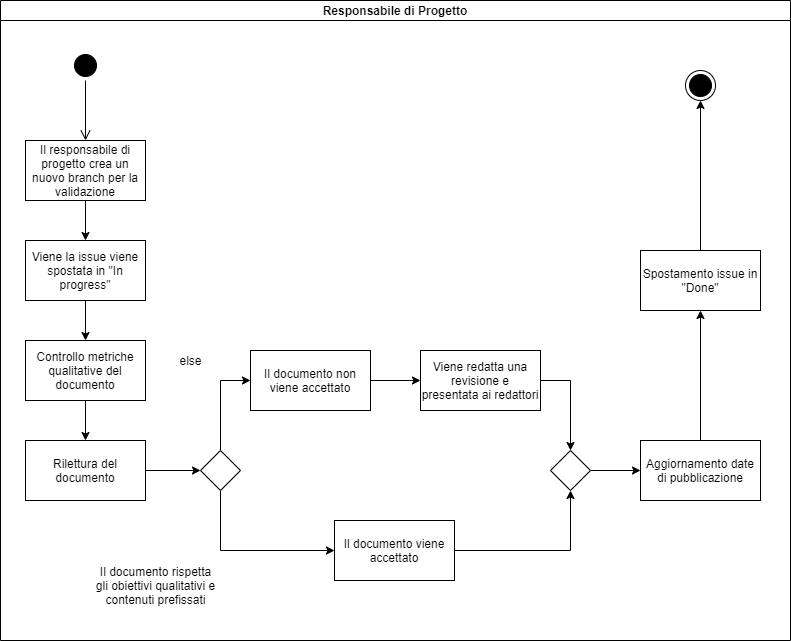 Responsabile di Progetto
Il responsabile di
progetto crea un
nuovo branch per la
validazione
Viene la issue viene
spostata in "In
progress"
Controllo metriche
qualitative del
documento
Rilettura del
documento
else
Il documento rispetta
gli obiettivi qualitativi e
contenuti prefissati
Il documento non
viene accettato
Viene redatta una
revisione e
presentata ai redattori
Il documento viene
accettato
Aggiornamento date
di pubblicazione
Spostamento issue in
"Done"